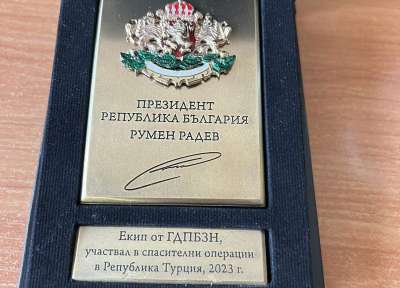 ПРЕЗИДЕНТ
РЕПУБЛИКА БЪЛГАРИЯ
РУМЕН РАДЕВ
Екип от ГДПБЗН,
участвал в спасителни операции
в Република Турция, 2023 г.